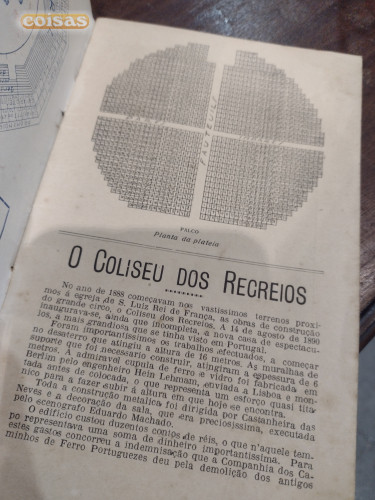 coisas
PALCO
Planta da plateia
O COLISEU DOS RECREIOS
No ano de 1888 começavam nos vastissimos terrenos proxi-
mos á egreja de S. Luís Rei de França, as obras de construção
do grande circo, o Coliseu dos Recreios. A 14 de agosto de 1890
inaugurava-se, ainda que incompleta, a nova casa de espectacu-
los, a mais grandiosa que se tinha visto em Portugal.
Foram importantissimos os trabalhos efectuados, a começar
no desaterro que atingiu a altura de 16 metros. As muralhas de
suporte que foi necessario construir, atingiram a espessura de 6
metros. A admiravel cupula de ferro e vidro foi fabricada em
Berlim pelo engenheiro Hein Lehmann, enviada a Lisboa e mon-
tada antes de colocada, o que representa um esforço quasi tita-
nico para a fazer subir á altura em que hoje se encontra.
Toda a construção metalica foi dirigida por Castanheira das
Neves e a decoração da sala, que éra preciosissima, executada
pelo scenografo Eduardo Machado.
O edificio custou duzentos contos de réis, o que n'aquele tem-
po representava uma soma de dinheiro importantissima. Para
estes gastos concorreu a indemnisação que a Companhia dos Ca-
minhos de Ferro Portuguezes deu pela demolição dos antigos